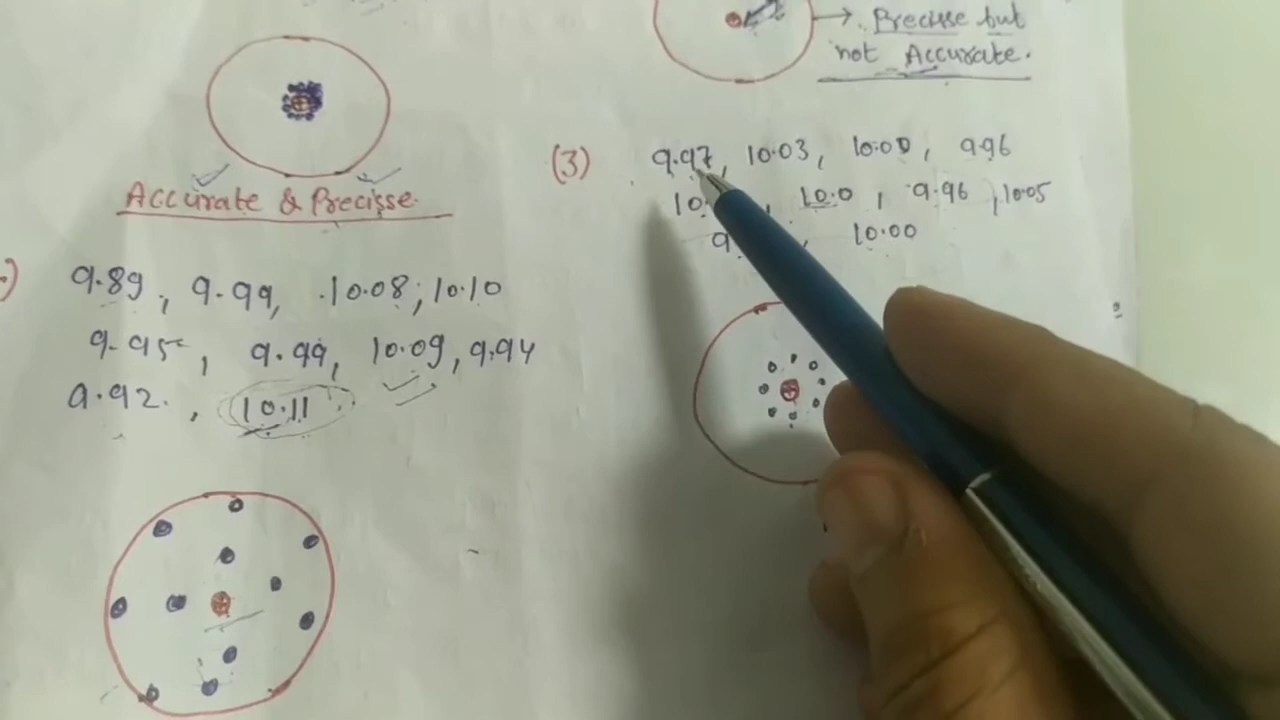 Precisse but
not Accurate.
Accurate & Precisse.
(3) 9.97, 10.03, 10.00, 9.96
10.0, 9.96, 10.05
10.00
9.89, 9.99, 10.08, 10.10
9.95, 9.99, 10.09, 9.94
9.92, 10.11